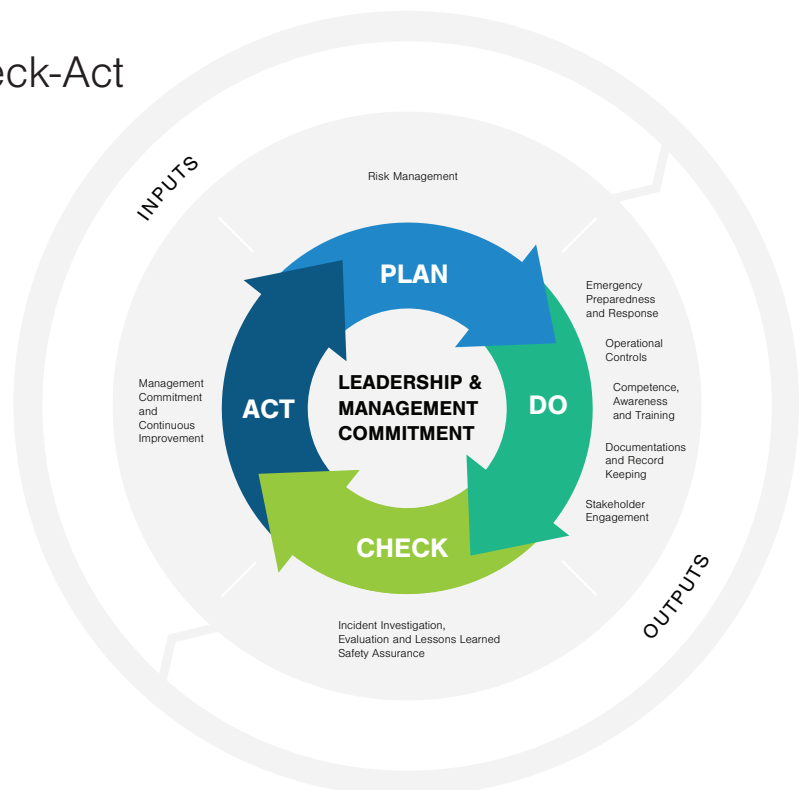 eck-Act
INPUTS
Risk Management
PLAN
Emergency
Preparedness
and Response
Operational
Controls
Competence,
Awareness
and Training
Documentations
and Record
Keeping
Stakeholder
Engagement
DO
LEADERSHIP &
MANAGEMENT
COMMITMENT
ACT
Management
Commitment
and
Continuous
Improvement
CHECK
Incident Investigation,
Evaluation and Lessons Learned
Safety Assurance
OUTPUTS